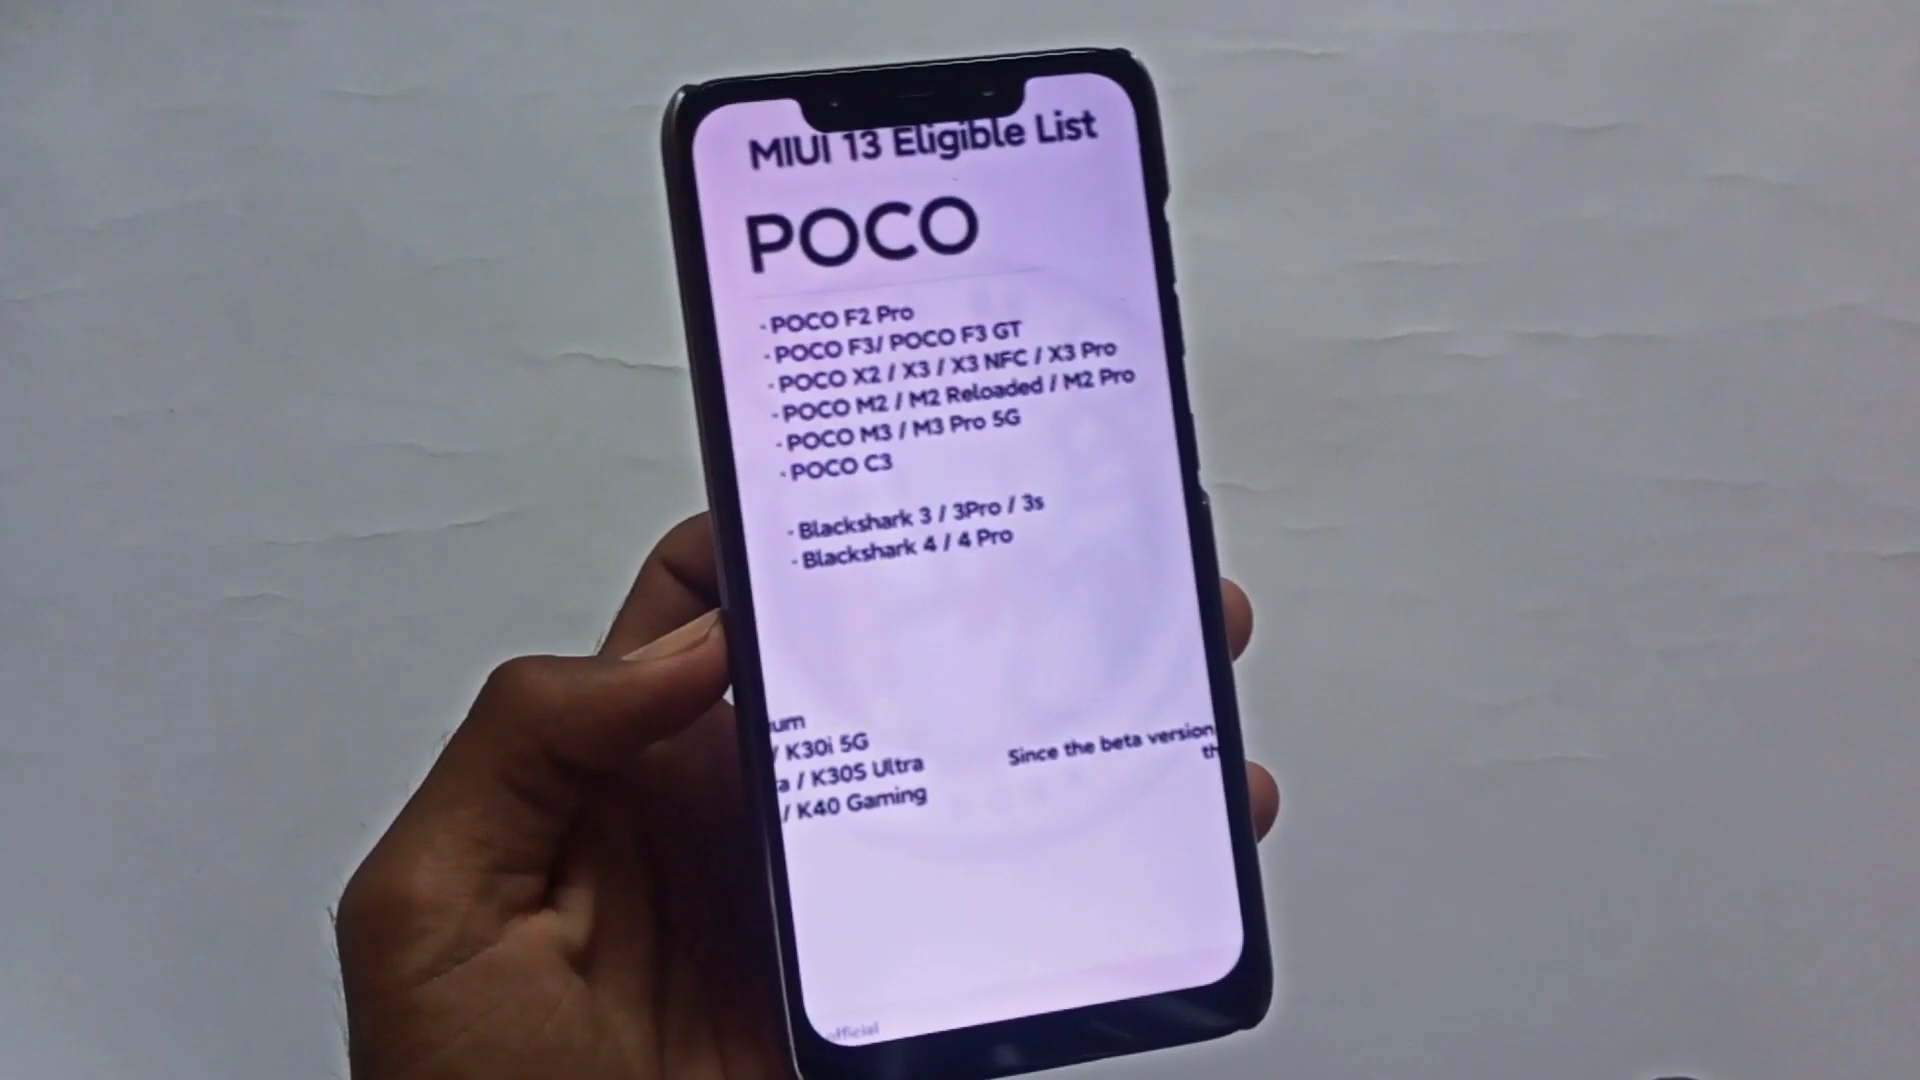 MIUI 13 Eligible List
POCO
· POCO F2 Pro
· POCO F3/ POCO F3 GT
· POCO X2 / X3 / X3 NFC / X3 Pro
· POCO M2 / M2 Reloaded / M2 Pro
· POCO M3 / M3 Pro 5G
· POCO C3
· Blackshark 3 / 3Pro / 3s
· Blackshark 4 / 4 Pro
/ K30i 5G
/ K30S Ultra
/ K40 Gaming
Since the beta version
official